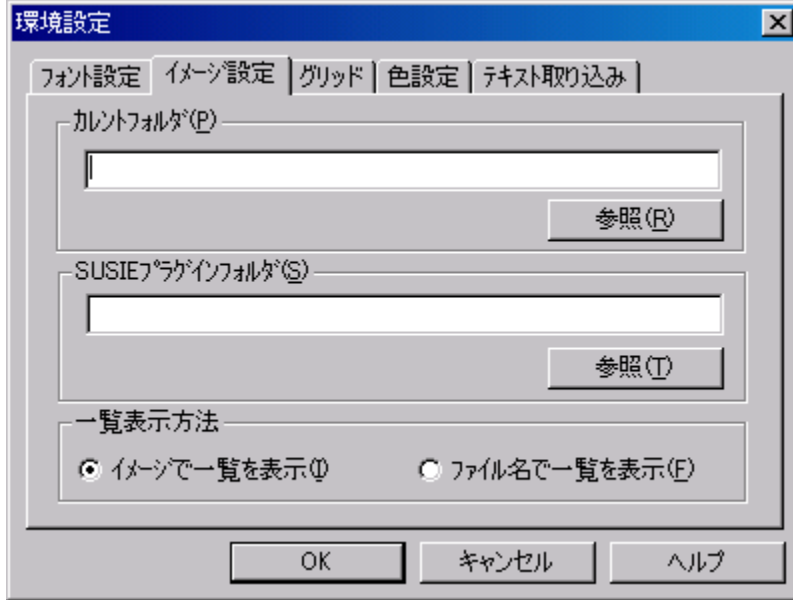 環境設定
ﾌｫﾝﾄ設定 ｲﾒｰｼﾞ設定 ｸﾞﾘｯﾄﾞ 色設定 ﾃｷｽﾄ取り込み
ｶﾚﾝﾄﾌｫﾙﾀﾞ(P)
参照(R)
SUSIEﾌﾟﾗｸﾞｲﾝﾌｫﾙﾀﾞ(S)
参照(T)
一覧表示方法
ｲﾒｰｼﾞで一覧を表示(I) ﾌｧｲﾙ名で一覧を表示(F)
OK キャンセル ヘルプ